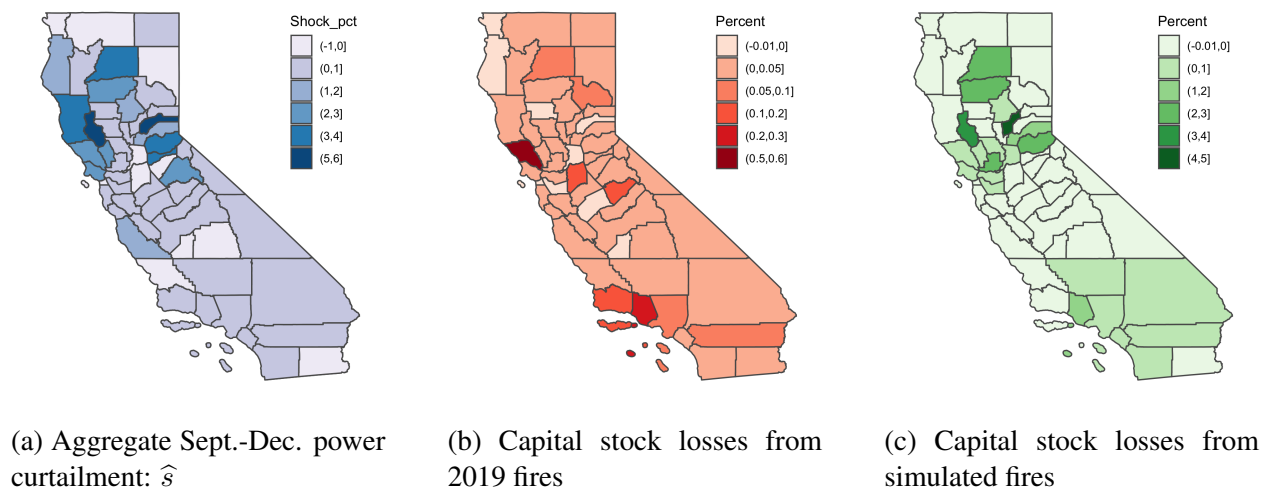 Shock_pct
(-1,0]
(0,1]
(1,2]
(2,3]
(3,4]
(5,6]
Percent
(-0.01,0]
(0,0.05]
(0.05,0.1]
(0.1,0.2]
(0.2,0.3]
(0.5,0.6]
Percent
(-0.01,0]
(0,1]
(1,2]
(2,3]
(3,4]
(4,5]
(a) Aggregate Sept.-Dec. power
curtailment: ŝ
(b) Capital stock losses from
2019 fires
(c) Capital stock losses from
simulated fires